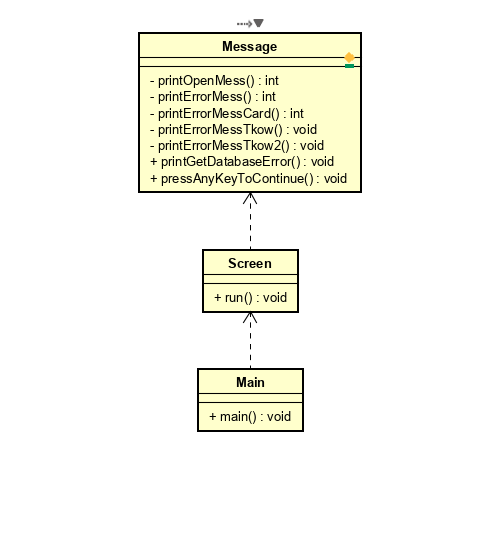 Message
- printOpenMess() : int
- printErrorMess() : int
- printErrorMessCard() : int
- printErrorMessTkow() : void
- printErrorMessTkow2() : void
+ printGetDatabaseError() : void
+ pressAnyKeyToContinue() : void
Screen
+ run() : void
Main
+ main() : void